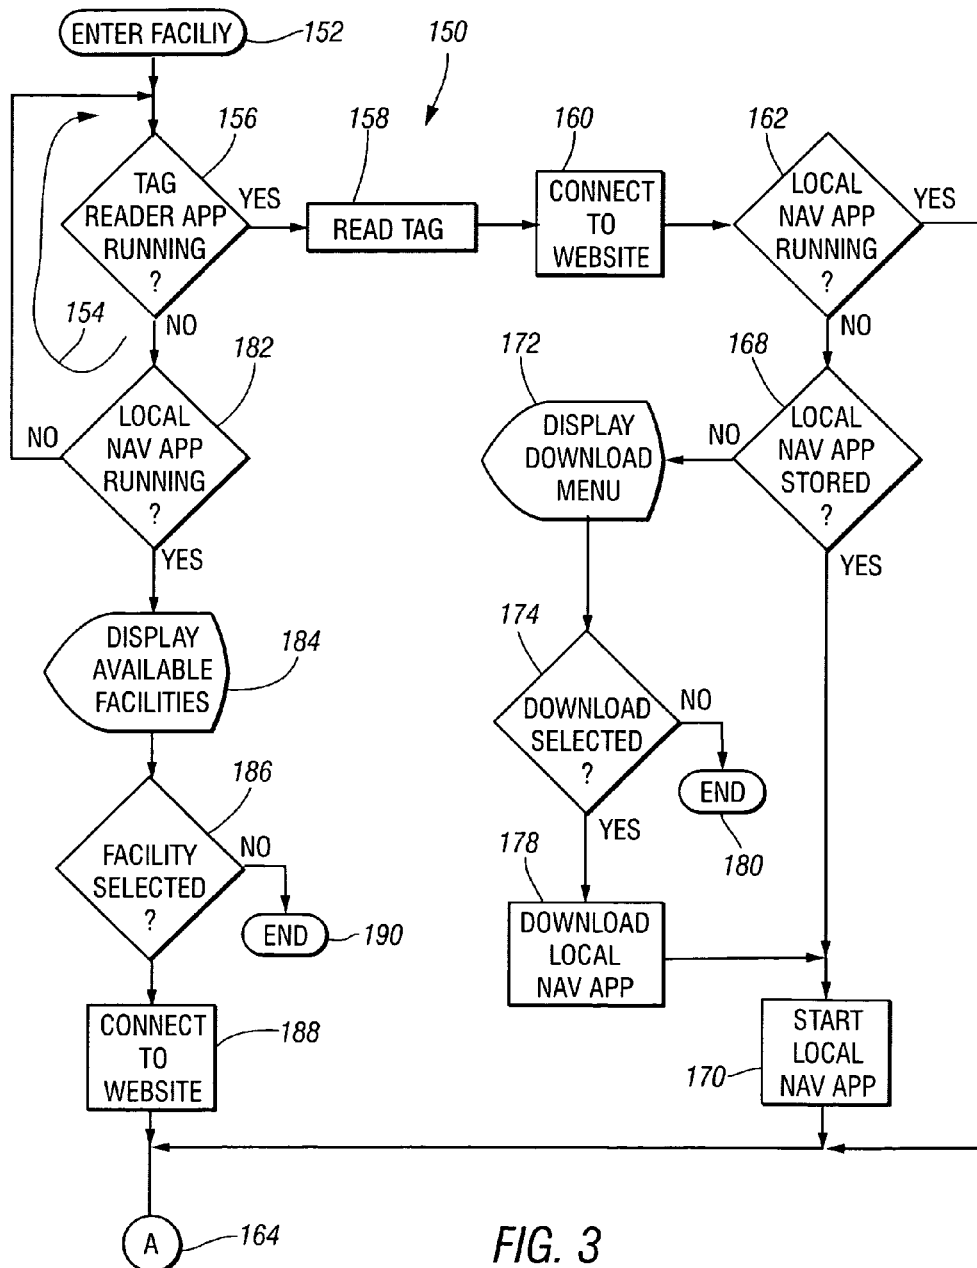 ENTER FACILIY
152
150
156
158
160
162
TAG
READER APP
RUNNING
?
YES
READ TAG
CONNECT
TO
WEBSITE
LOCAL
NAV APP
RUNNING
?
YES
154
NO
NO
182
172
168
LOCAL
NAV APP
RUNNING
?
NO
DISPLAY
DOWNLOAD
MENU
NO
LOCAL
NAV APP
STORED
?
YES
YES
DISPLAY
AVAILABLE
FACILITIES
184
174
DOWNLOAD
SELECTED
?
NO
END
180
YES
186
FACILITY
SELECTED
?
NO
END
190
178
DOWNLOAD
LOCAL
NAV APP
CONNECT
TO
WEBSITE
188
START
LOCAL
NAV APP
170
A
164
FIG. 3